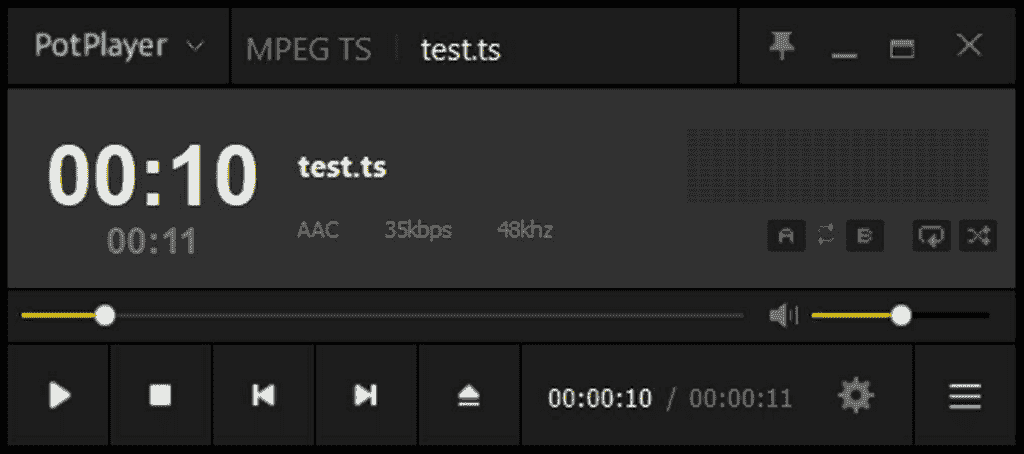 PotPlayer MPEG TS test.ts
00:10
00:11
test.ts
AAC 35kbps 48khz
A B
00:00:10 / 00:00:11